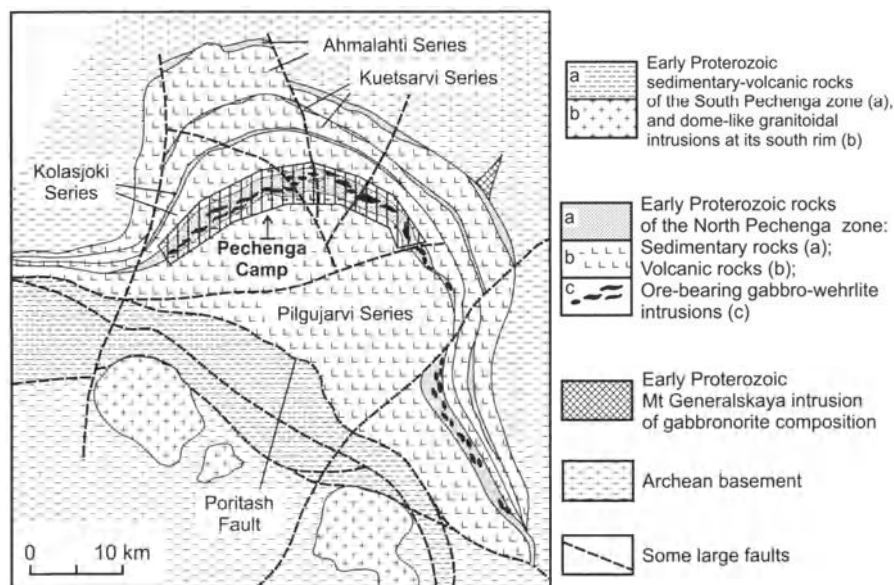 Ahmalahti Series
Kuetsarvi Series
Kolasjoki
Series
Pechenga
Camp
Pilgujarvi Series
Poritash
Fault
0 10 km
a
b
Early Proterozoic
sedimentary-volcanic rocks
of the South Pechenga zone (a),
and dome-like granitoidal
intrusions at its south rim (b)
a
b
c
Early Proterozoic rocks
of the North Pechenga zone:
Sedimentary rocks (a);
Volcanic rocks (b);
Ore-bearing gabbro-wehrlite
intrusions (c)
Early Proterozoic
Mt Generalskaya intrusion
of gabbronorite composition
Archean basement
Some large faults